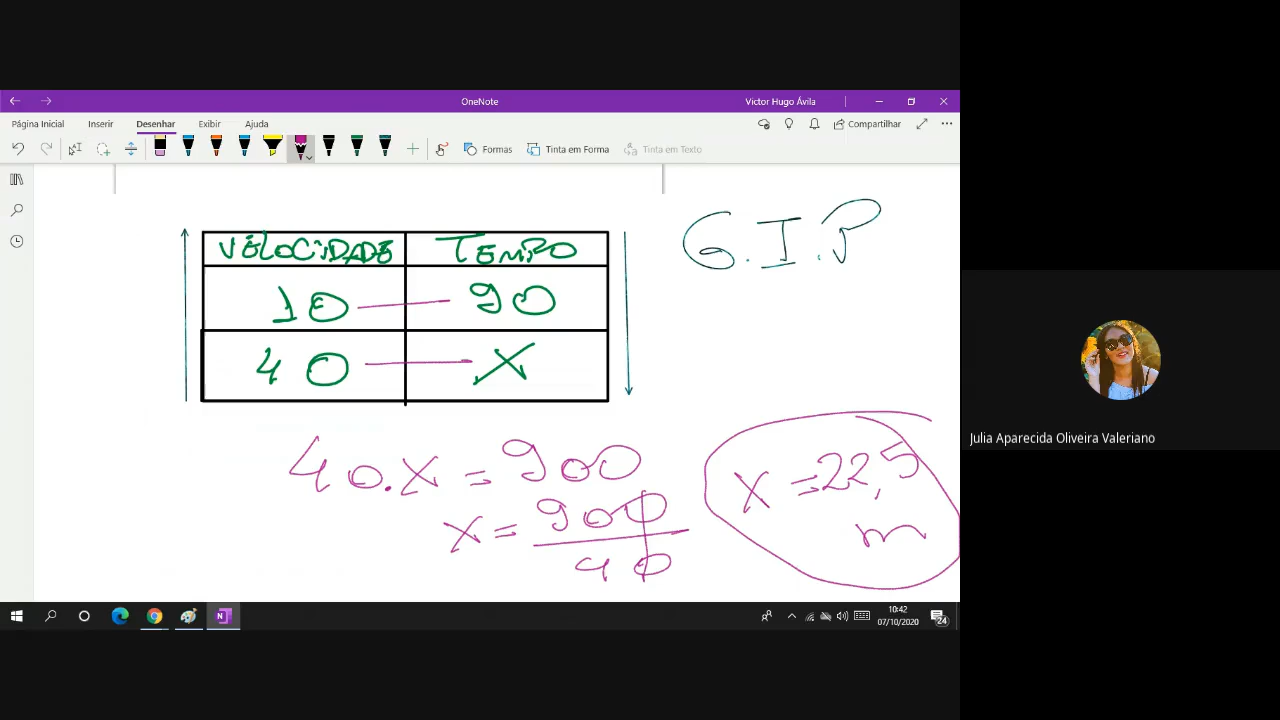 OneNote
Victor Hugo Ávila
Página Inicial Inserir Desenhar Exibir Ajuda
Compartilhar
Formas Tinta em Forma Tinta em Texto
G.I.P
VELOCIDADE TEMPO
10 90
40 X
40.X = 900
X = 900
40
X = 22,5
m
Julia Aparecida Oliveira Valeriano
10:42
07/10/2020
24